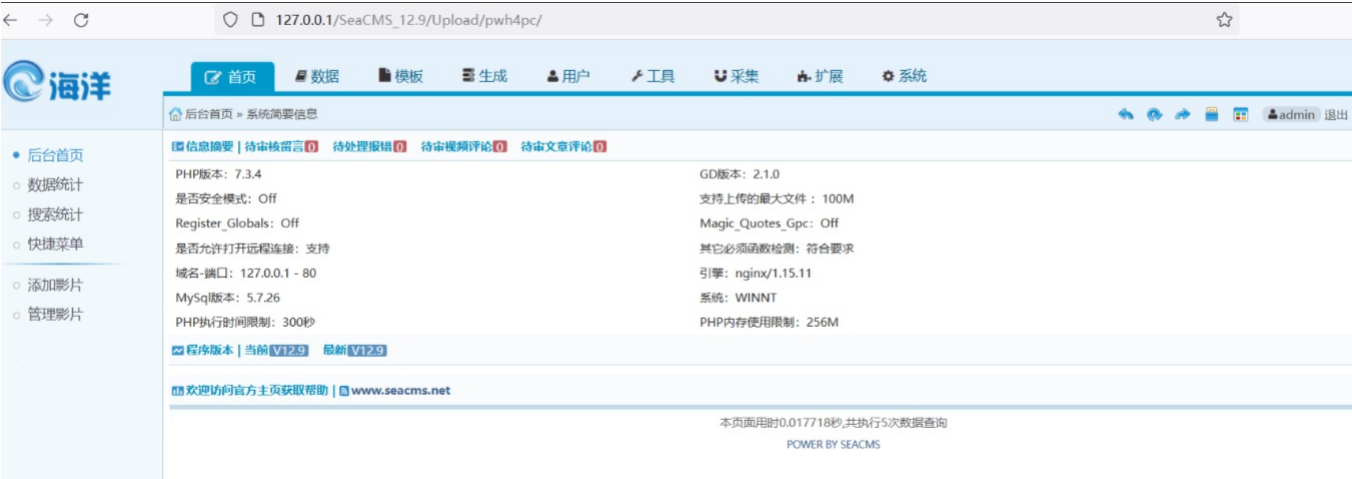 127.0.0.1/SeaCMS_12.9/Upload/pwh4pc/
海洋
首页 数据 模板 生成 用户 工具 采集 扩展 系统
后台首页 » 系统简要信息
admin 退出
后台首页
数据统计
搜索统计
快捷菜单
添加影片
管理影片
信息摘要 | 待审核留言0 待处理报错0 待审视频评论0 待审文章评论0
PHP版本：7.3.4 GD版本：2.1.0
是否安全模式：Off 支持上传的最大文件：100M
Register_Globals：Off Magic_Quotes_Gpc：Off
是否允许打开远程连接：支持 其它必须函数检测：符合要求
域名-端口：127.0.0.1 - 80 引擎：nginx/1.15.11
MySql版本：5.7.26 系统：WINNT
PHP执行时间限制：300秒 PHP内存使用限制：256M
程序版本 | 当前V12.9 最新V12.9
欢迎访问官方主页获取帮助 | www.seacms.net
本页面用时0.017718秒,共执行5次数据查询
POWER BY SEACMS